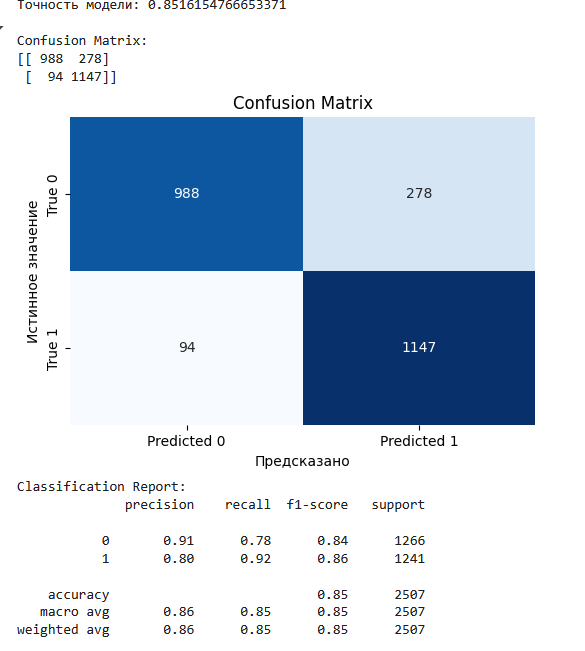 Точность модели: 0.8516154766653371
Confusion Matrix:
[[ 988  278]
 [  94 1147]]
Confusion Matrix
True 0
988
278
Истинное значение
True 1
94
1147
Predicted 0
Predicted 1
Предсказано
Classification Report:
              precision    recall  f1-score   support
           0       0.91      0.78      0.84      1266
           1       0.80      0.92      0.86      1241
    accuracy                           0.85      2507
   macro avg       0.86      0.85      0.85      2507
weighted avg       0.86      0.85      0.85      2507